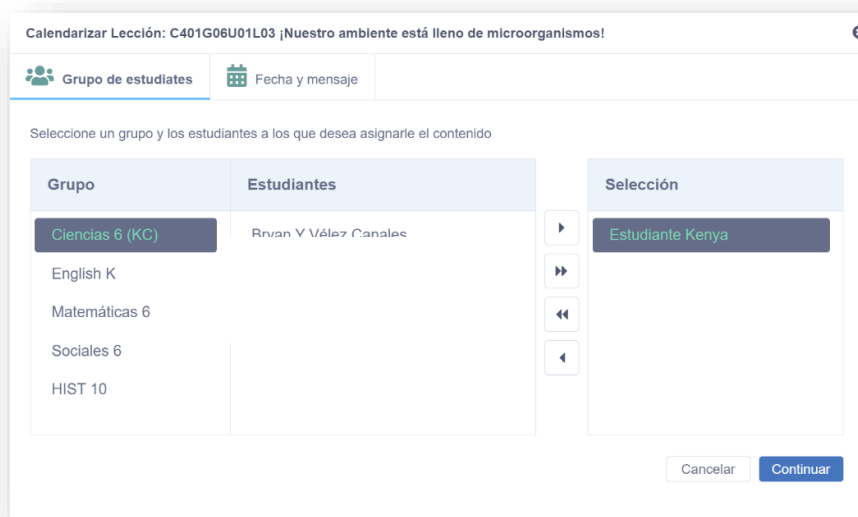 Calendarizar Lección: C401G06U01L03 ¡Nuestro ambiente está lleno de microorganismos!
Grupo de estudiates
Fecha y mensaje
Seleccione un grupo y los estudiantes a los que desea asignarle el contenido
Grupo
Estudiantes
Selección
Ciencias 6 (KC)
Bryan Y Vélez Canales
Estudiante Kenya
English K
Matemáticas 6
Sociales 6
HIST 10
Cancelar
Continuar